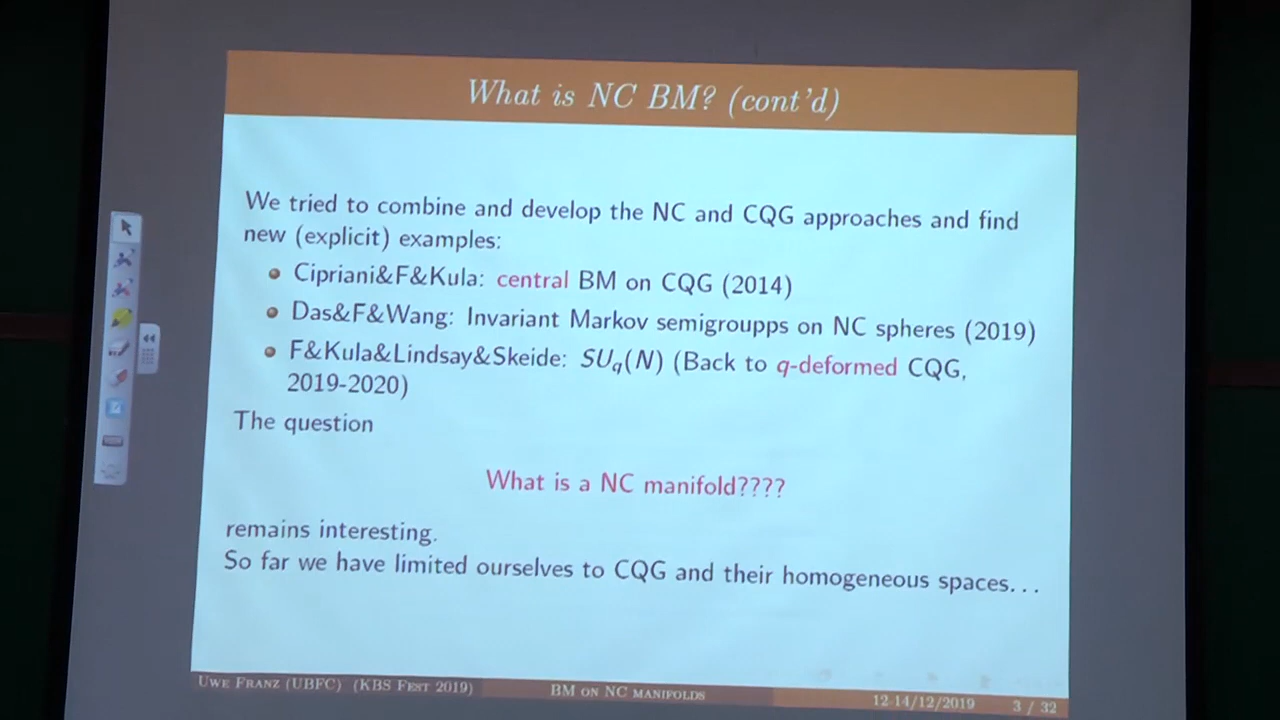 What is NC BM? (cont'd)
We tried to combine and develop the NC and CQG approaches and find
new (explicit) examples:
Cipriani&F&Kula: central BM on CQG (2014)
Das&F&Wang: Invariant Markov semigroupps on NC spheres (2019)
F&Kula&Lindsay&Skeide: SUq(N) (Back to q-deformed CQG,
2019-2020)
The question
What is a NC manifold????
remains interesting.
So far we have limited ourselves to CQG and their homogeneous spaces...
Uwe Franz (UBFC) (KBS Fest 2019) BM on NC manifolds 12-14/12/2019 3 / 32